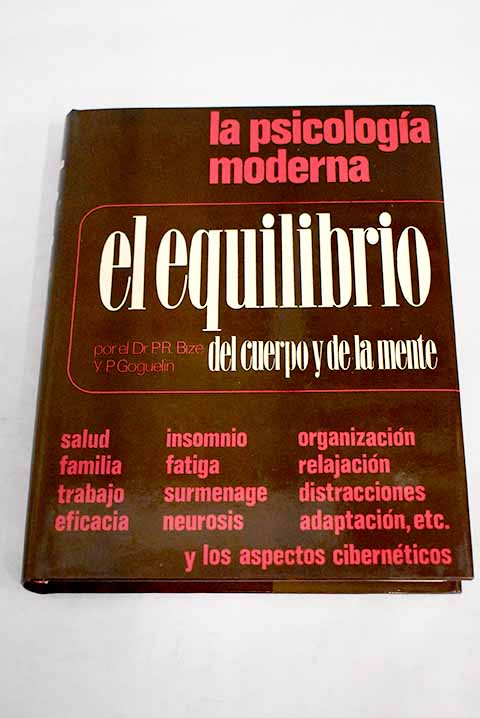 la psicología
moderna
el equilibrio
por el Dr P.R. Bize
y P. Goguelin
del cuerpo y de la mente
salud insomnio organización
familia fatiga relajación
trabajo surmenage distracciones
eficacia neurosis adaptación, etc.
y los aspectos cibernéticos